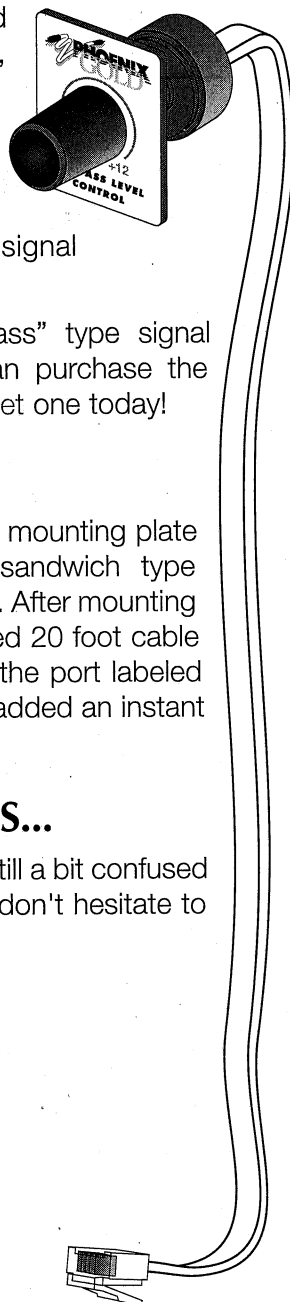 d
,
PHOENIX
GOLD
+12
BASS LEVEL
CONTROL
signal
ass” type signal
an purchase the
et one today!
mounting plate
sandwich type
. After mounting
ed 20 foot cable
the port labeled
added an instant
s...
till a bit confused
don't hesitate to